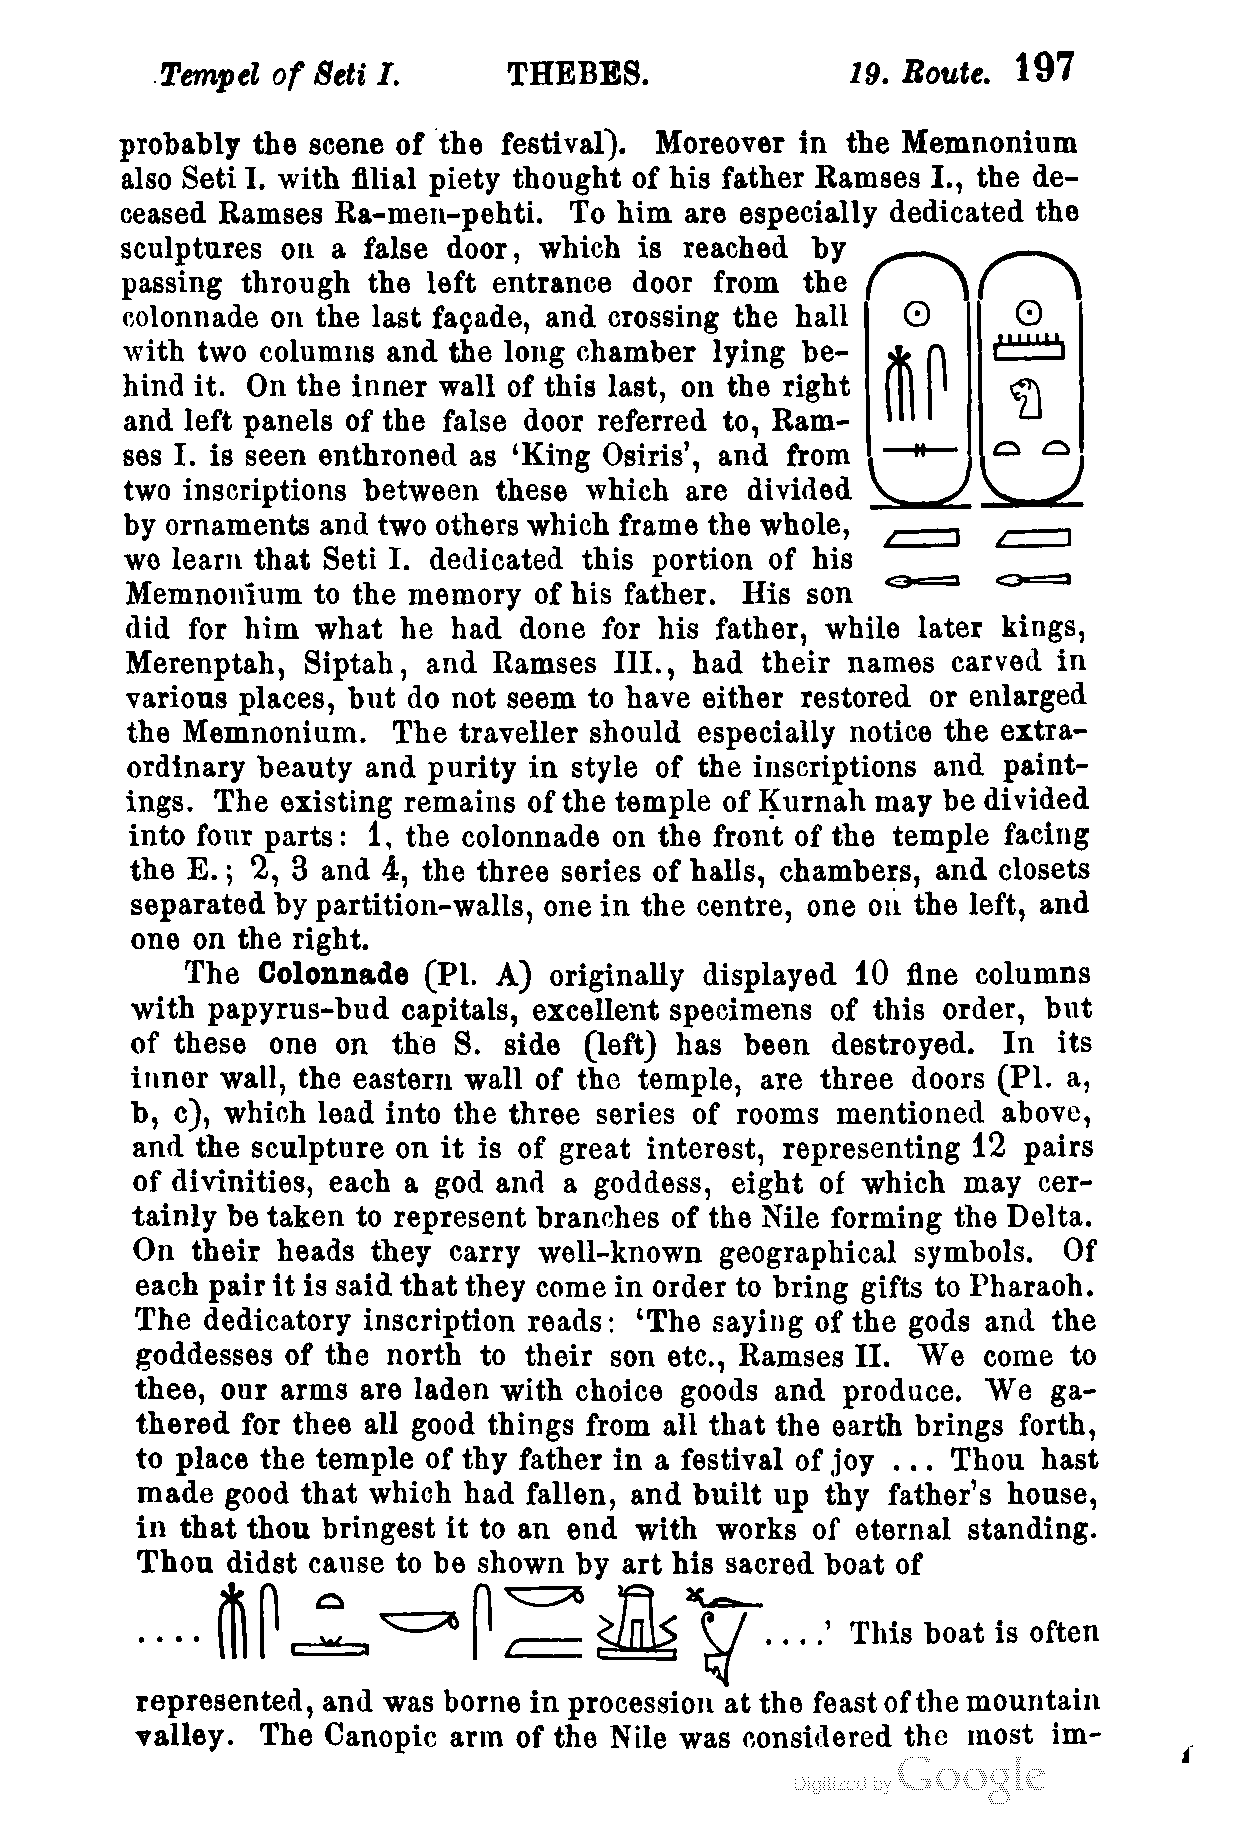 Tempel of Seti I. THEBES. 19. Route. 197
probably the scene of the festival). Moreover in the Memnonium
also Seti I. with filial piety thought of his father Ramses I., the de-
ceased Ramses Ra-men-pehti. To him are especially dedicated the
sculptures on a false door, which is reached by
passing through the left entrance door from the
colonnade on the last façade, and crossing the hall
with two columns and the long chamber lying be-
hind it. On the inner wall of this last, on the right
and left panels of the false door referred to, Ram-
ses I. is seen enthroned as ‘King Osiris’, and from
two inscriptions between these which are divided
by ornaments and two others which frame the whole,
we learn that Seti I. dedicated this portion of his
Memnonium to the memory of his father. His son
did for him what he had done for his father, while later kings,
Merenptah, Siptah, and Ramses III., had their names carved in
various places, but do not seem to have either restored or enlarged
the Memnonium. The traveller should especially notice the extra-
ordinary beauty and purity in style of the inscriptions and paint-
ings. The existing remains of the temple of Ḳurnah may be divided
into four parts: 1, the colonnade on the front of the temple facing
the E.; 2, 3 and 4, the three series of halls, chambers, and closets
separated by partition-walls, one in the centre, one on the left, and
one on the right.
The Colonnade (Pl. A) originally displayed 10 fine columns
with papyrus-bud capitals, excellent specimens of this order, but
of these one on the S. side (left) has been destroyed. In its
inner wall, the eastern wall of the temple, are three doors (Pl. a,
b, c), which lead into the three series of rooms mentioned above,
and the sculpture on it is of great interest, representing 12 pairs
of divinities, each a god and a goddess, eight of which may cer-
tainly be taken to represent branches of the Nile forming the Delta.
On their heads they carry well-known geographical symbols. Of
each pair it is said that they come in order to bring gifts to Pharaoh.
The dedicatory inscription reads: ‘The saying of the gods and the
goddesses of the north to their son etc., Ramses II. We come to
thee, our arms are laden with choice goods and produce. We ga-
thered for thee all good things from all that the earth brings forth,
to place the temple of thy father in a festival of joy ... Thou hast
made good that which had fallen, and built up thy father's house,
in that thou bringest it to an end with works of eternal standing.
Thou didst cause to be shown by art his sacred boat of
.... ....’ This boat is often
represented, and was borne in procession at the feast of the mountain
valley. The Canopic arm of the Nile was considered the most im-
Digitized by Google